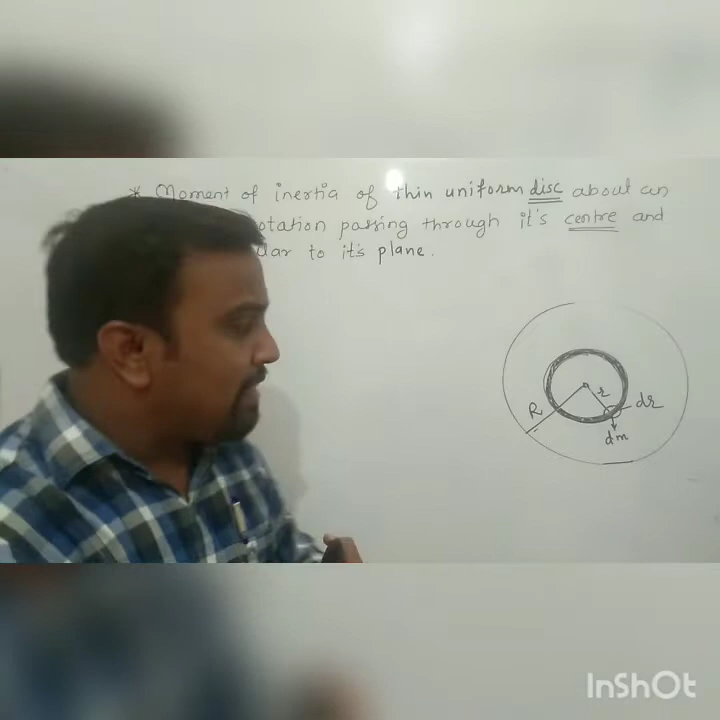 * Moment of inertia of thin uniform disc about an
otation passing through it's centre and
lar to it's plane.
R
r
dr
dm
InShOt